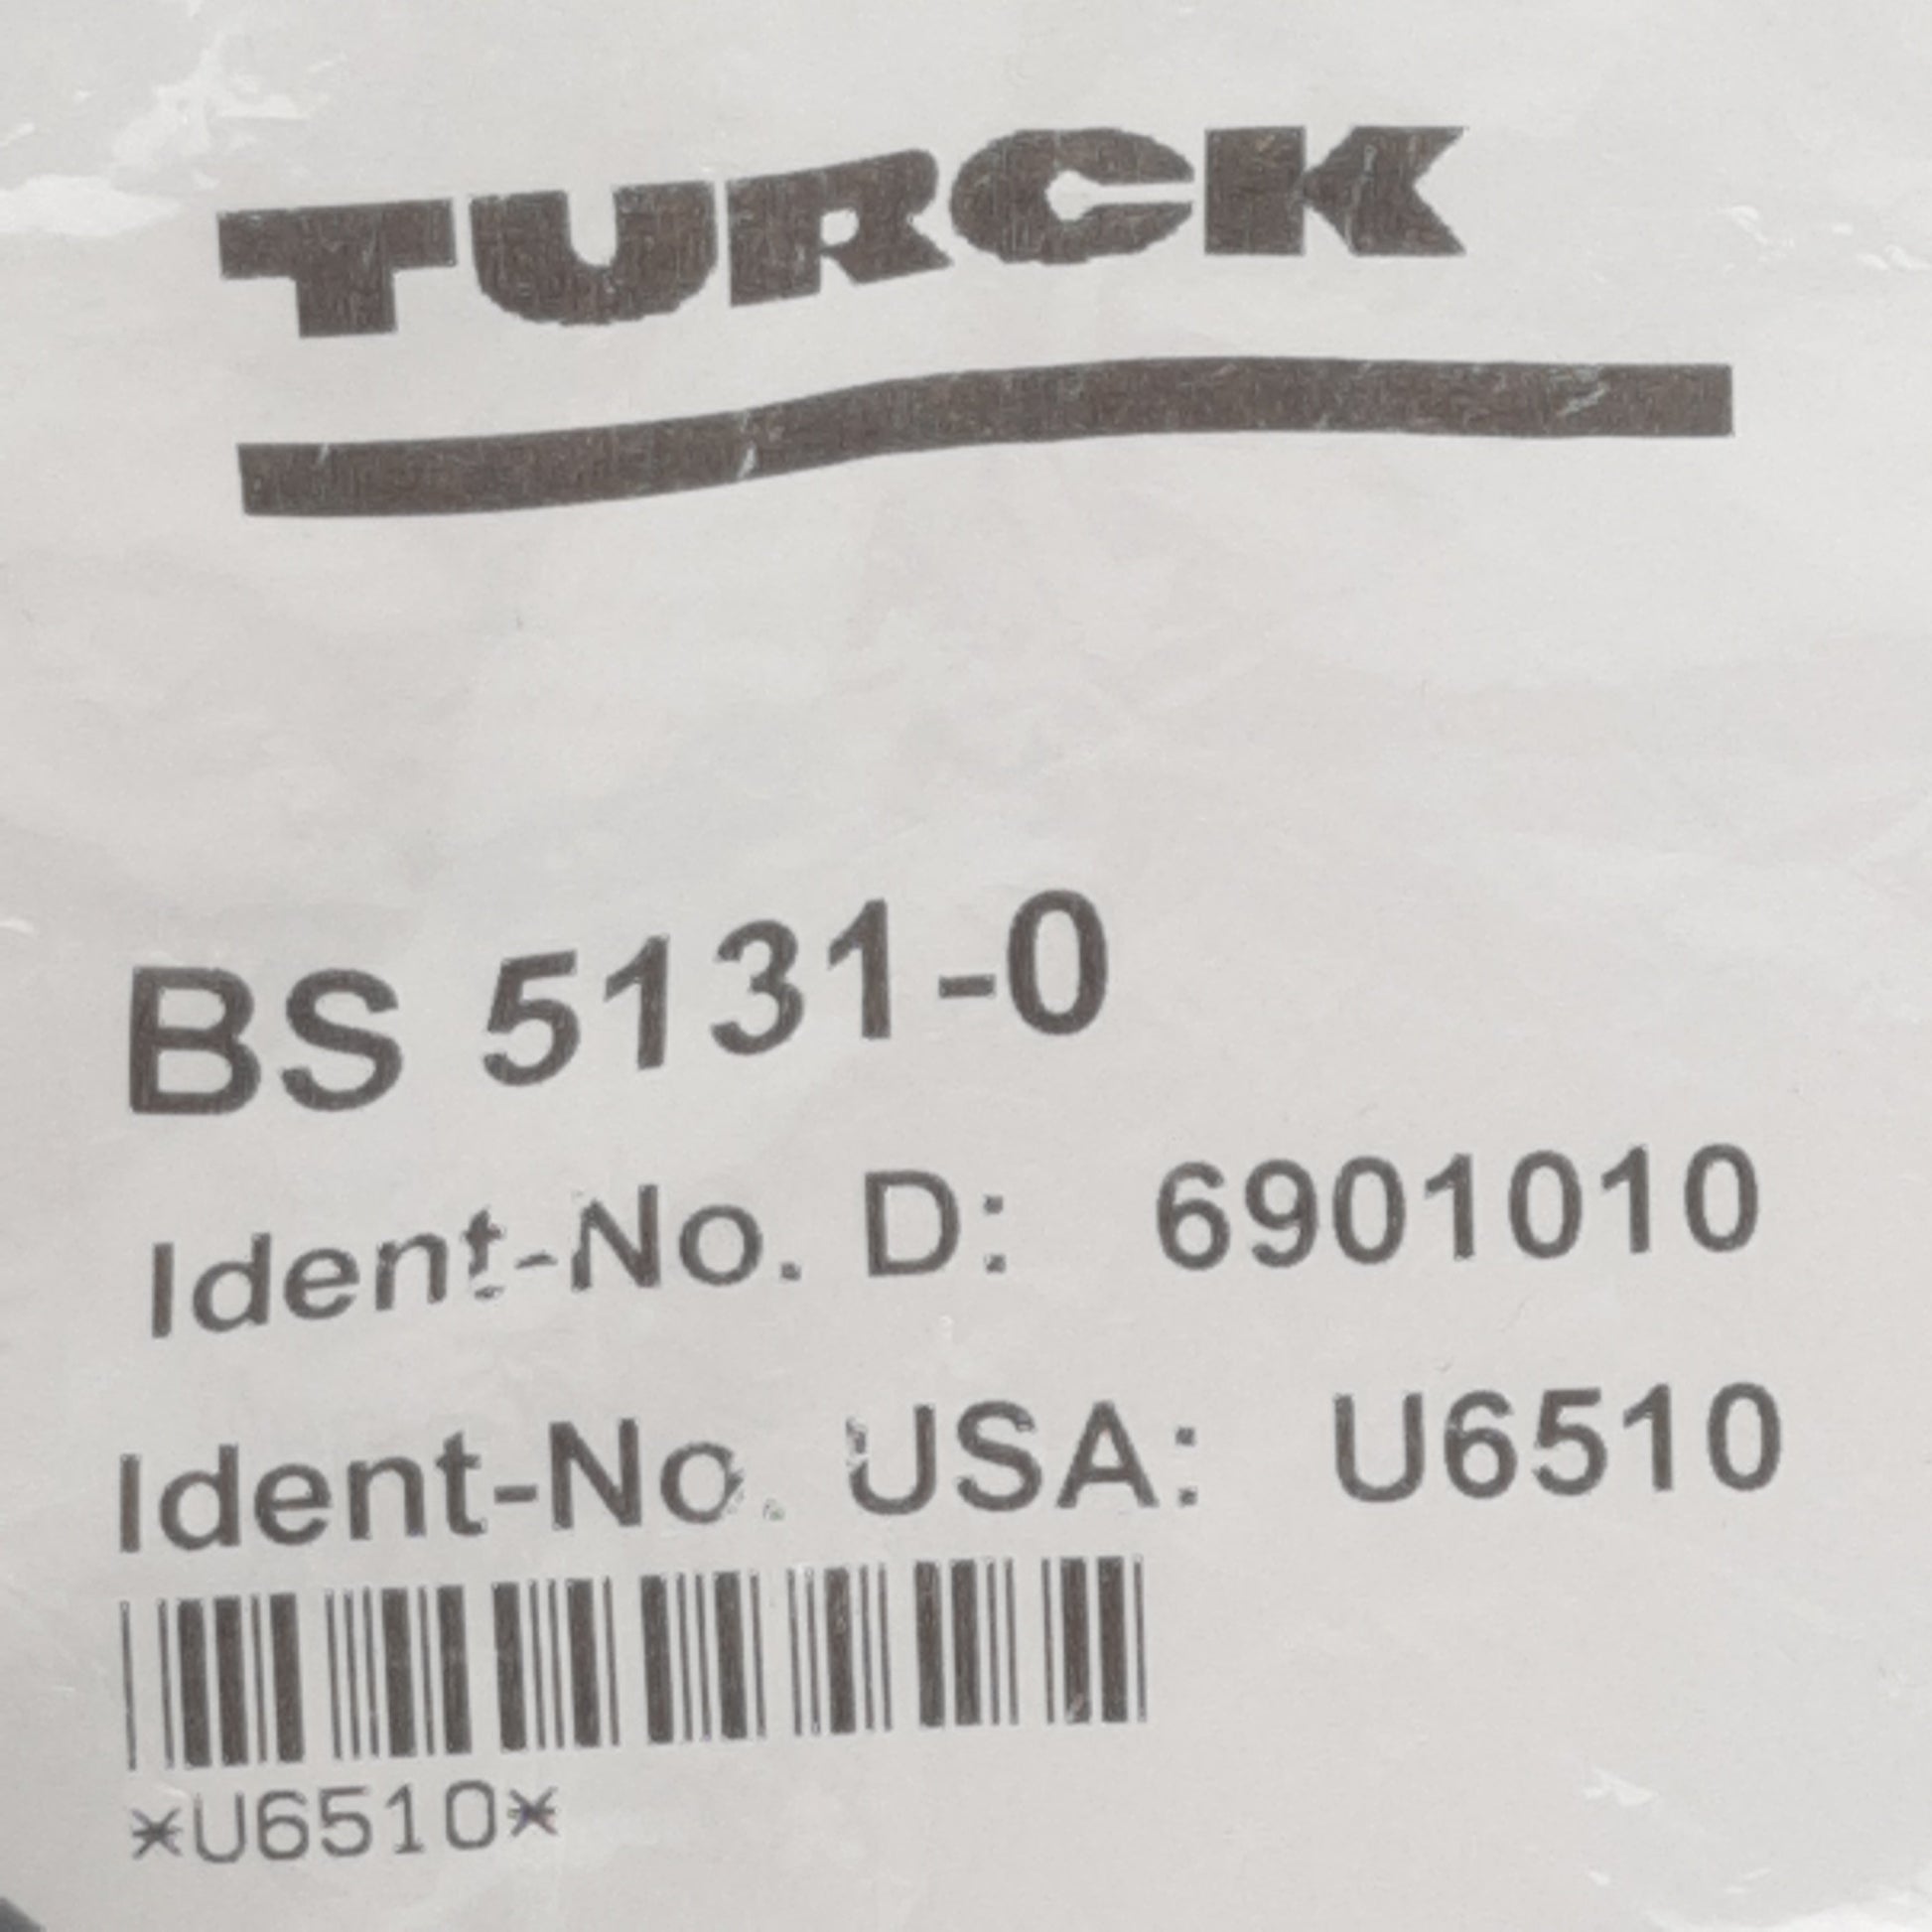 TURCK
BS 5131-0
Ident-No. D: 6901010
Ident-No. USA: U6510
*U6510*